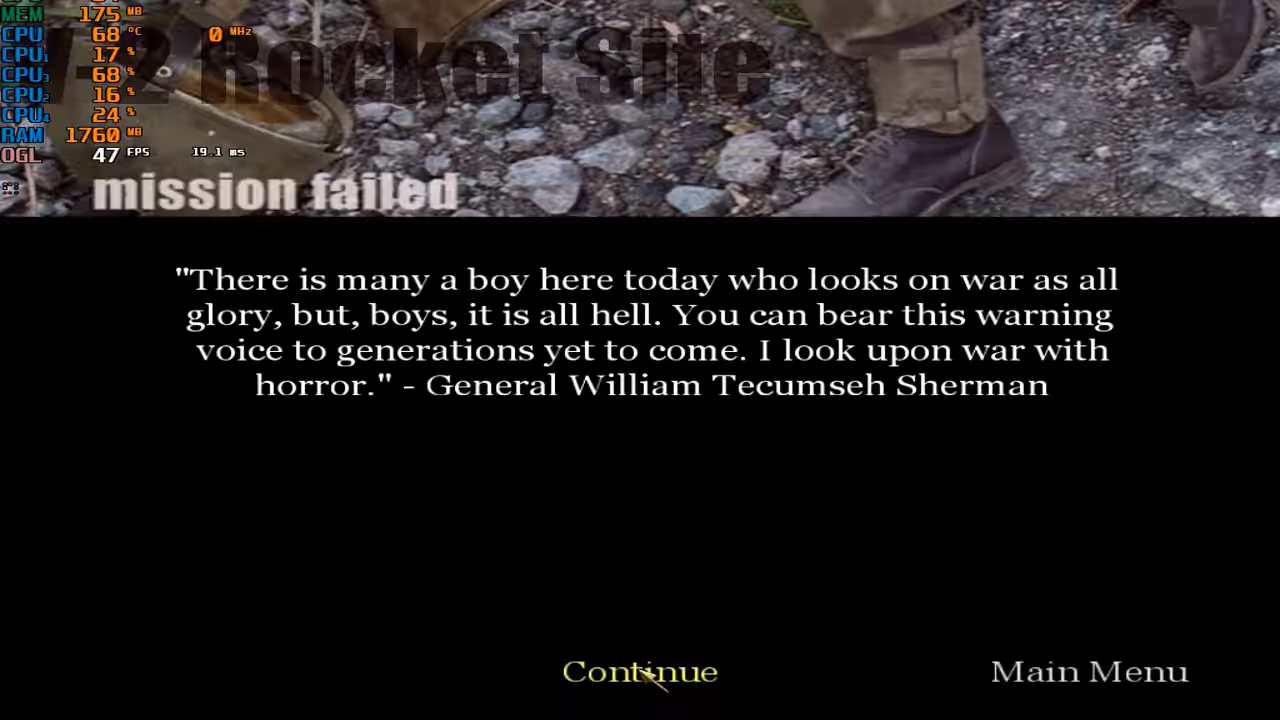 MEM 175 MB
CPU 68 °C 0 MHz
CPU1 17 %
CPU3 68 %
CPU2 16 %
CPU4 24 %
RAM 1760 MB
OGL 47 FPS 19.1 ms
V-2 Rocket Site
mission failed
"There is many a boy here today who looks on war as all
glory, but, boys, it is all hell. You can bear this warning
voice to generations yet to come. I look upon war with
horror." - General William Tecumseh Sherman
Continue
Main Menu